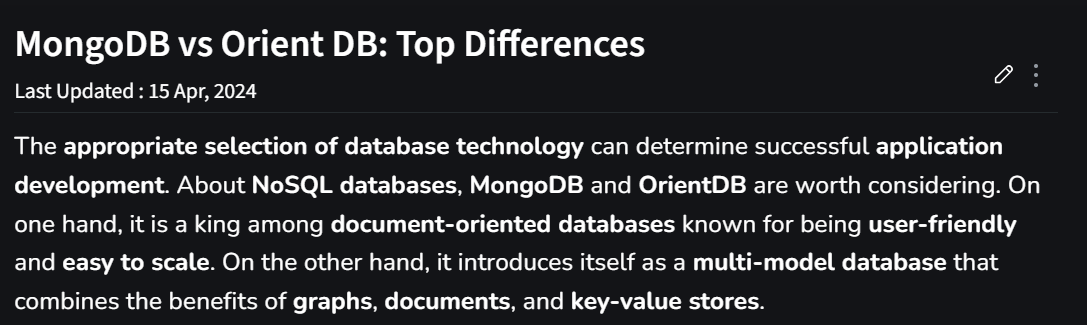 MongoDB vs Orient DB: Top Differences
Last Updated : 15 Apr, 2024
The appropriate selection of database technology can determine successful application
development. About NoSQL databases, MongoDB and OrientDB are worth considering. On
one hand, it is a king among document-oriented databases known for being user-friendly
and easy to scale. On the other hand, it introduces itself as a multi-model database that
combines the benefits of graphs, documents, and key-value stores.